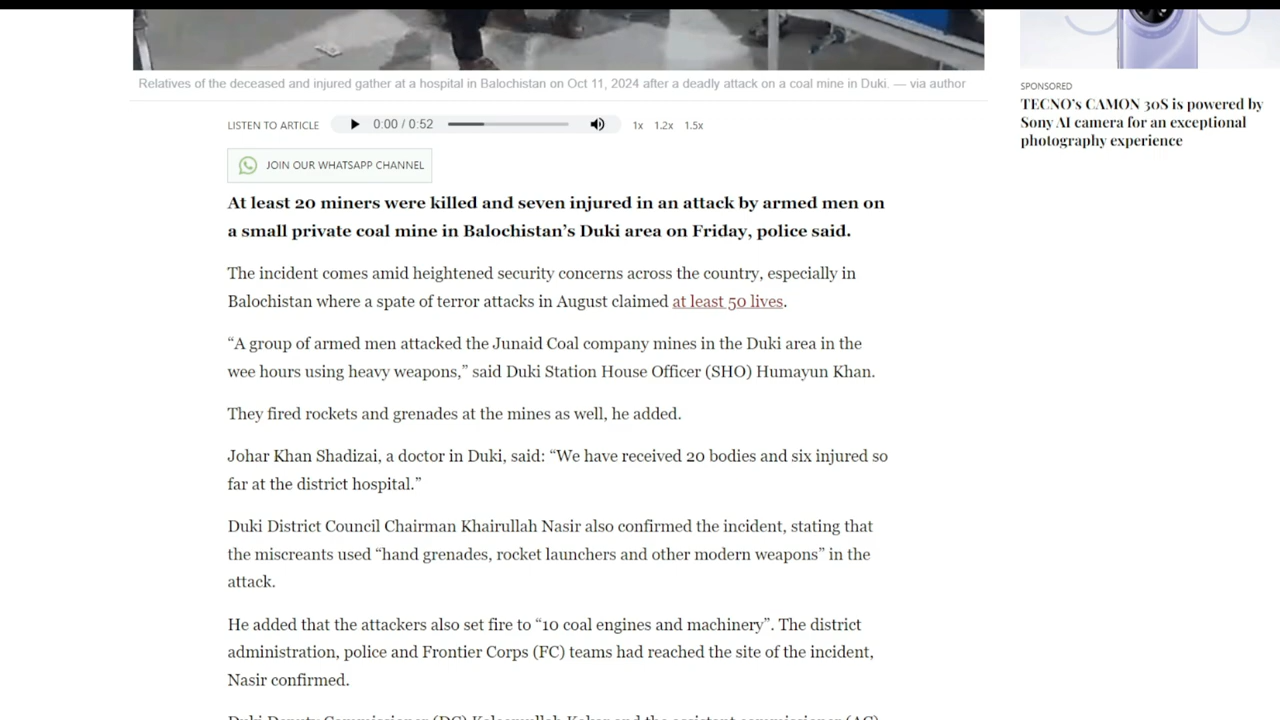 Relatives of the deceased and injured gather at a hospital in Balochistan on Oct 11, 2024 after a deadly attack on a coal mine in Duki. — via author
LISTEN TO ARTICLE
0:00 / 0:52
1x 1.2x 1.5x
JOIN OUR WHATSAPP CHANNEL
At least 20 miners were killed and seven injured in an attack by armed men on
a small private coal mine in Balochistan’s Duki area on Friday, police said.
The incident comes amid heightened security concerns across the country, especially in
Balochistan where a spate of terror attacks in August claimed at least 50 lives.
“A group of armed men attacked the Junaid Coal company mines in the Duki area in the
wee hours using heavy weapons,” said Duki Station House Officer (SHO) Humayun Khan.
They fired rockets and grenades at the mines as well, he added.
Johar Khan Shadizai, a doctor in Duki, said: “We have received 20 bodies and six injured so
far at the district hospital.”
Duki District Council Chairman Khairullah Nasir also confirmed the incident, stating that
the miscreants used “hand grenades, rocket launchers and other modern weapons” in the
attack.
He added that the attackers also set fire to “10 coal engines and machinery”. The district
administration, police and Frontier Corps (FC) teams had reached the site of the incident,
Nasir confirmed.
Duki Deputy Commissioner (DC) Kaleemullah Kakar and the assistant commissioner (AC)
SPONSORED
TECNO’s CAMON 30S is powered by
Sony AI camera for an exceptional
photography experience